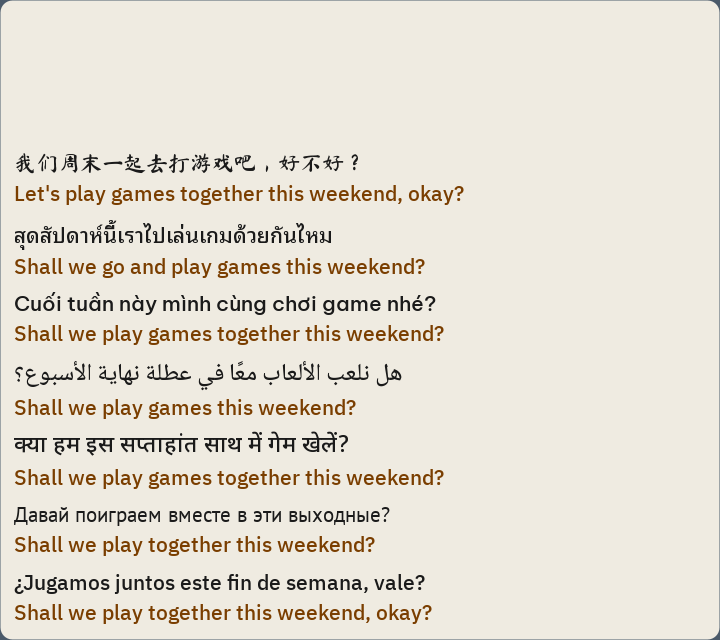 我们周末一起去打游戏吧，好不好？
Let's play games together this weekend, okay?
สุดสัปดาห์นี้เราไปเล่นเกมด้วยกันไหม
Shall we go and play games this weekend?
Cuối tuần này mình cùng chơi game nhé?
Shall we play games together this weekend?
هل نلعب الألعاب معًا في عطلة نهاية الأسبوع؟
Shall we play games this weekend?
क्या हम इस सप्ताहांत साथ में गेम खेलें?
Shall we play games together this weekend?
Давай поиграем вместе в эти выходные?
Shall we play together this weekend?
¿Jugamos juntos este fin de semana, vale?
Shall we play together this weekend, okay?